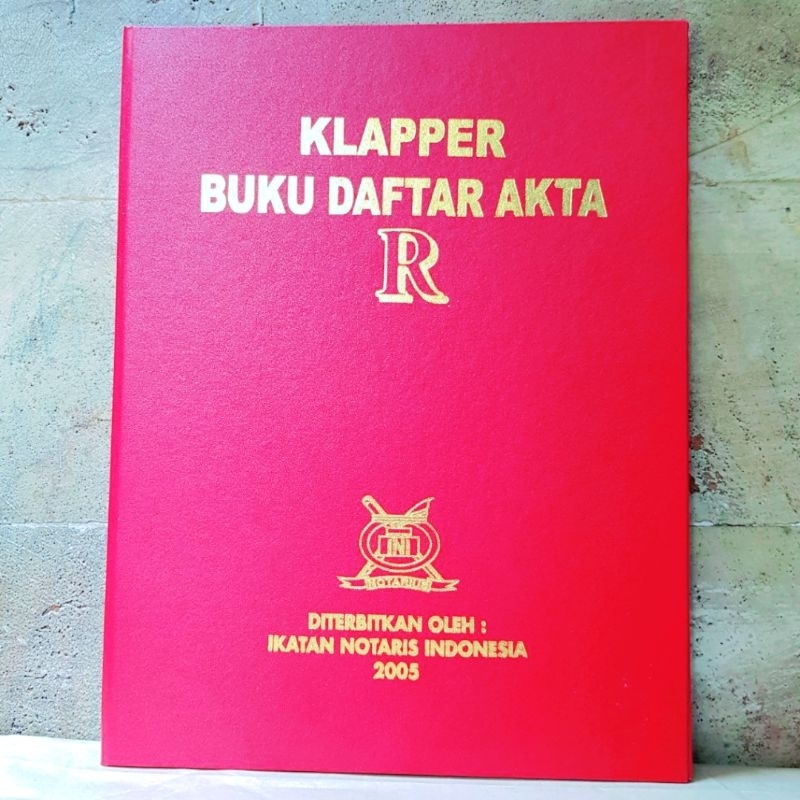 KLAPPER
BUKU DAFTAR AKTA
R
INI
NOTARIUS
DITERBITKAN OLEH :
IKATAN NOTARIS INDONESIA
2005